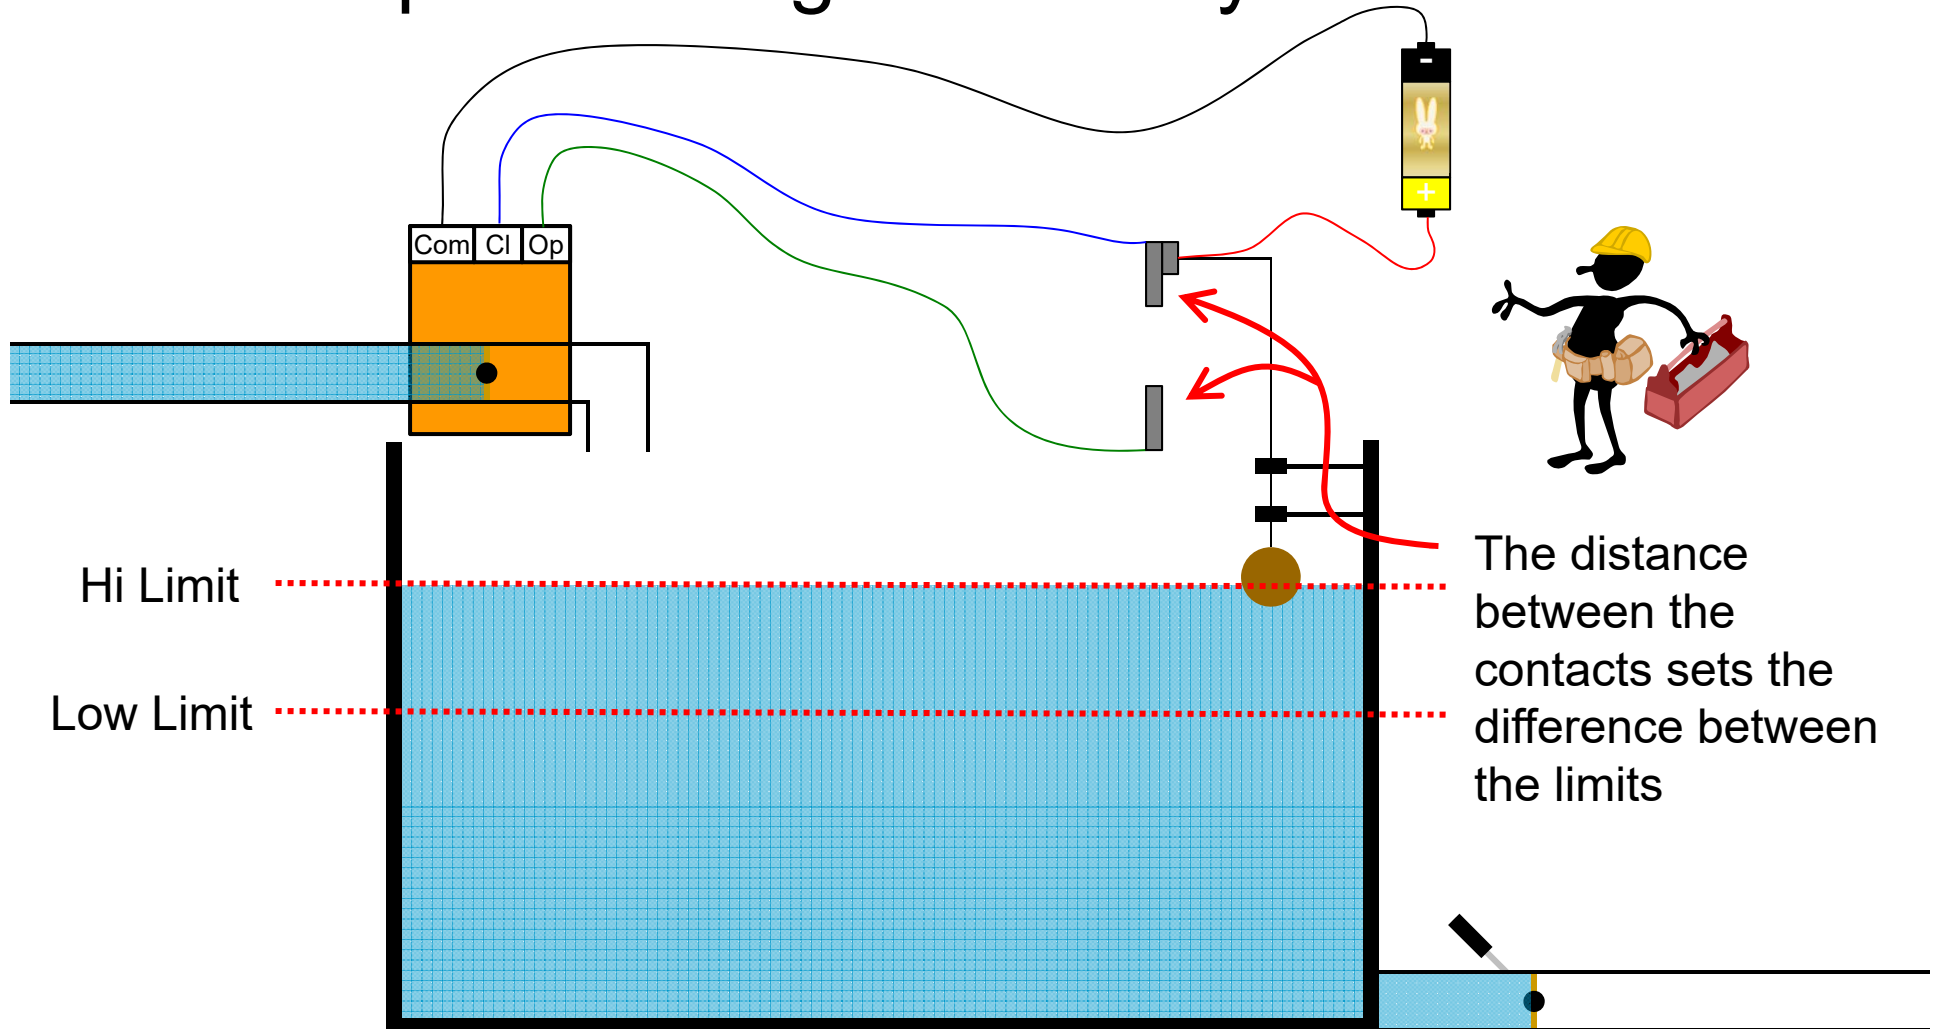 -
+
Com Cl Op
Hi Limit
Low Limit
The distance
between the
contacts sets the
difference between
the limits